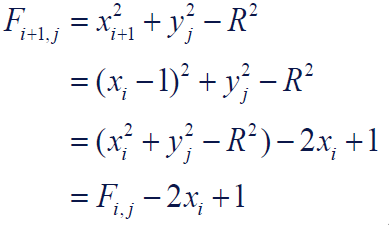 F_{i+1,j} = x_{i+1}^2 + y_j^2 − R^2
= (x_i − 1)^2 + y_j^2 − R^2
= (x_i^2 + y_j^2 − R^2) − 2x_i + 1
= F_{i,j} − 2x_i + 1